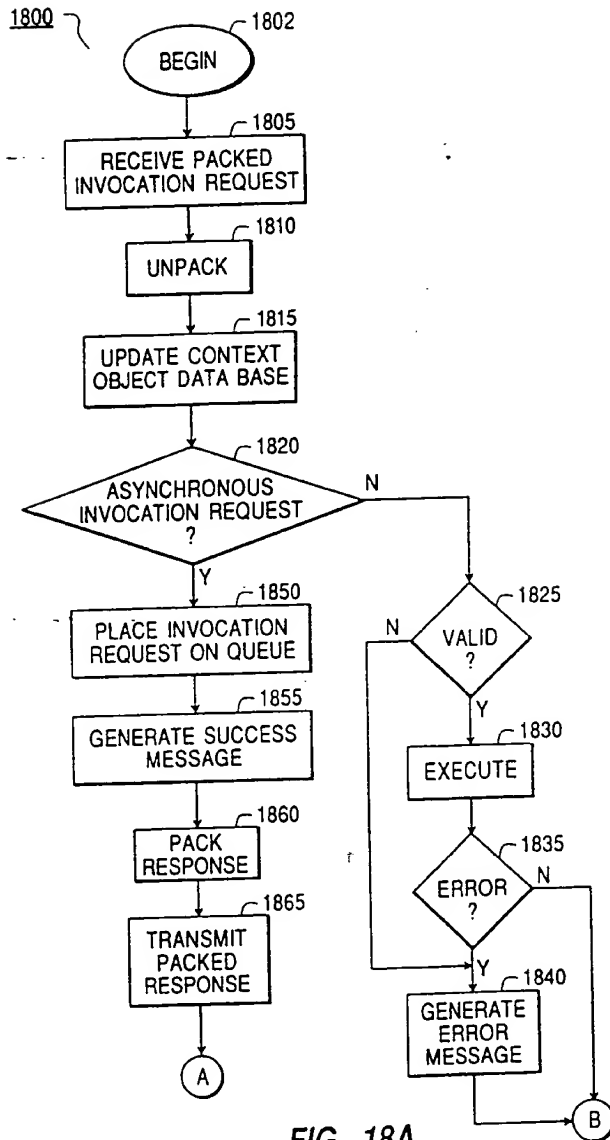 1800
1802
BEGIN
1805
RECEIVE PACKED
INVOCATION REQUEST
1810
UNPACK
1815
UPDATE CONTEXT
OBJECT DATA BASE
1820
ASYNCHRONOUS
INVOCATION REQUEST
?
N
Y
1850
PLACE INVOCATION
REQUEST ON QUEUE
1855
GENERATE SUCCESS
MESSAGE
1860
PACK
RESPONSE
1865
TRANSMIT
PACKED
RESPONSE
A
1825
VALID
?
N
Y
1830
EXECUTE
1835
ERROR
?
N
Y
1840
GENERATE
ERROR
MESSAGE
B
FIG. 18A